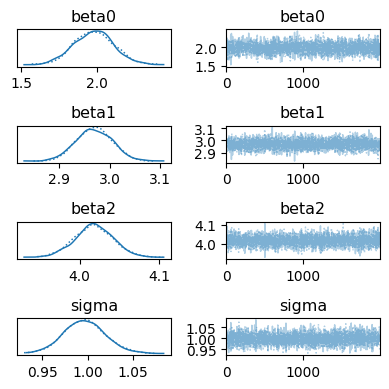 beta0 beta0
1.5 2.0 2.0 1.5 0 1000
beta1 beta1
2.9 3.0 3.1 3.1 3.0 2.9 0 1000
beta2 beta2
4.0 4.1 4.1 4.0 0 1000
sigma sigma
0.95 1.00 1.05 1.05 1.00 0.95 0 1000